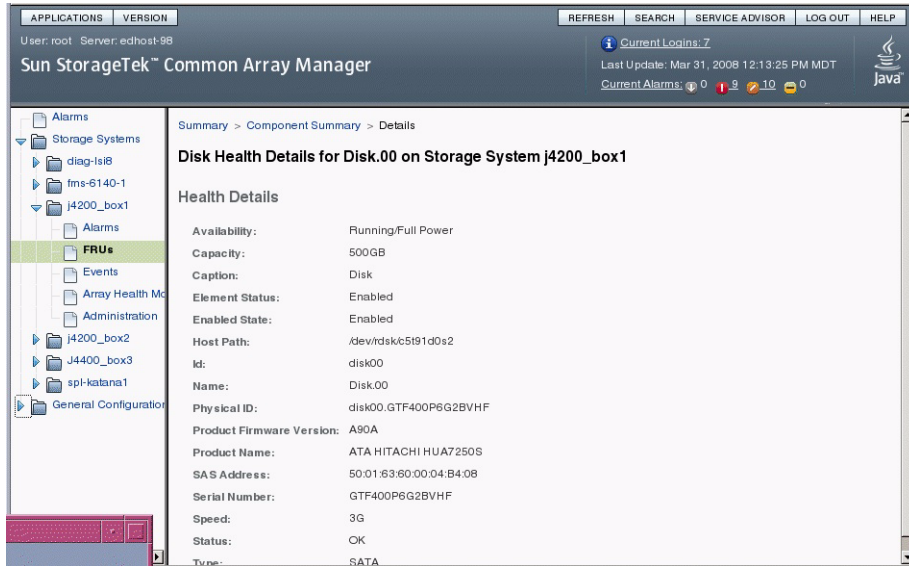 APPLICATIONS VERSION
REFRESH SEARCH SERVICE ADVISOR LOG OUT HELP
User: root Server: edhost-98
Current Logins: 7
Sun StorageTek™ Common Array Manager
Last Update: Mar 31, 2008 12:13:25 PM MDT
Current Alarms: 0 9 10 0
Java™
Alarms
Storage Systems
diag-lsi8
fms-6140-1
j4200_box1
Alarms
FRUs
Events
Array Health Mo
Administration
j4200_box2
J4400_box3
spl-katana1
General Configuration
Summary > Component Summary > Details
Disk Health Details for Disk.00 on Storage System j4200_box1
Health Details
Availability: Running/Full Power
Capacity: 500GB
Caption: Disk
Element Status: Enabled
Enabled State: Enabled
Host Path: /dev/rdsk/c5t91d0s2
Id: disk00
Name: Disk.00
Physical ID: disk00.GTF400P6G2BVHF
Product Firmware Version: A90A
Product Name: ATA HITACHI HUA7250S
SAS Address: 50:01:63:60:00:04:B4:08
Serial Number: GTF400P6G2BVHF
Speed: 3G
Status: OK
Type: SATA